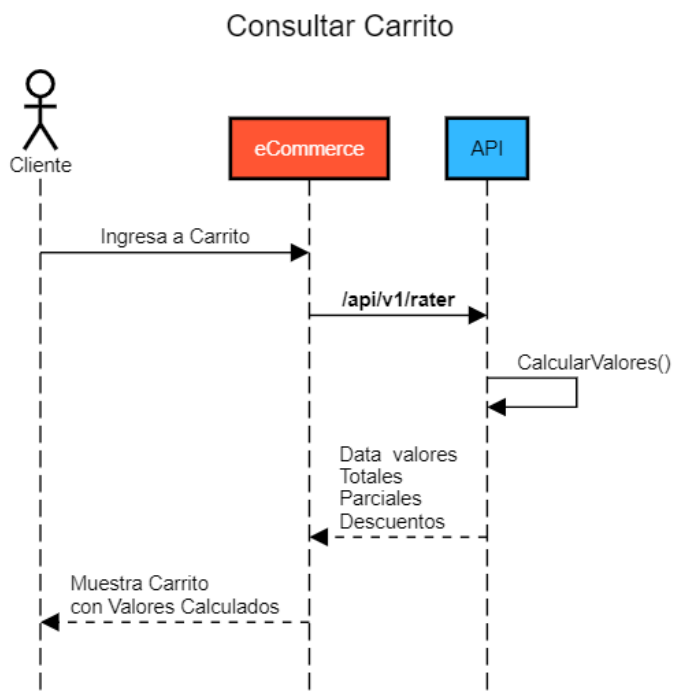 Consultar Carrito
Cliente
eCommerce
API
Ingresa a Carrito
/api/v1/rater
CalcularValores()
Data valores
Totales
Parciales
Descuentos
Muestra Carrito
con Valores Calculados